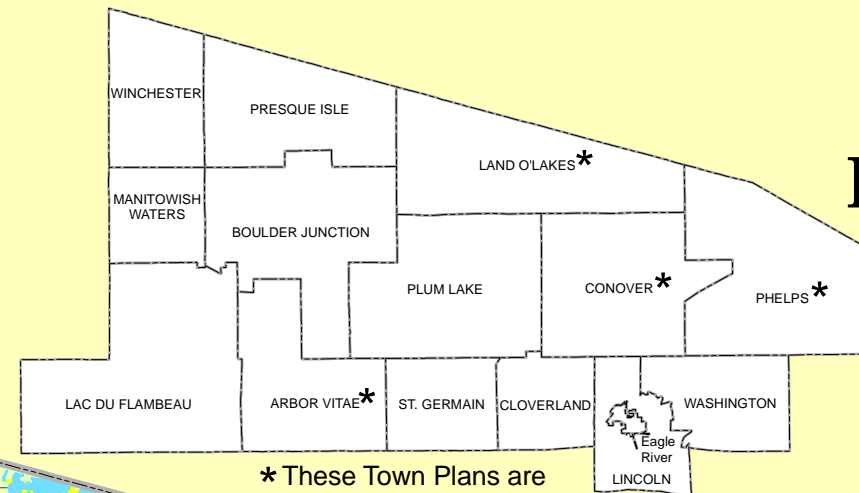 WINCHESTER
PRESQUE ISLE
LAND O'LAKES *
MANITOWISH
WATERS
BOULDER JUNCTION
PLUM LAKE
CONOVER *
PHELPS *
LAC DU FLAMBEAU
ARBOR VITAE *
ST. GERMAIN
CLOVERLAND
WASHINGTON
Eagle
River
LINCOLN
* These Town Plans are